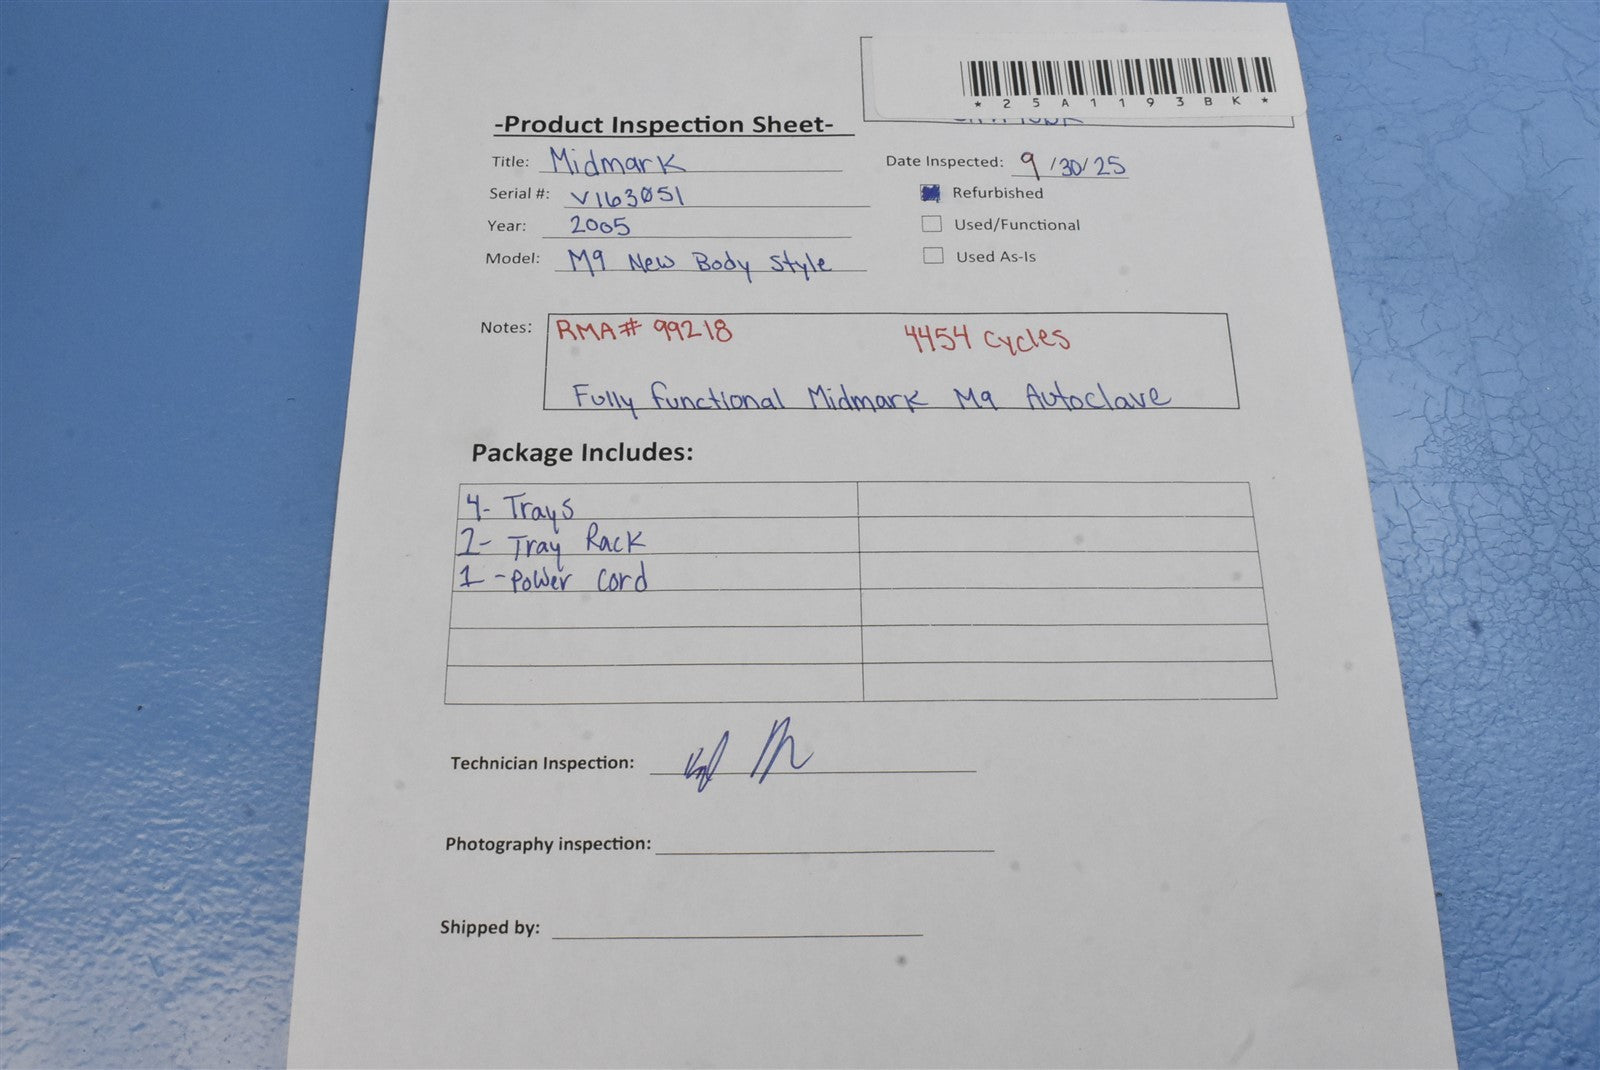 *25A1193BK*
-Product Inspection Sheet-
Title: Midmark
Date Inspected: 9/30/25
Serial #: V163051
Refurbished
Year: 2005
Used/Functional
Model: M9 New Body Style
Used As-Is
Notes: RMA# 99218 4454 cycles
Fully functional Midmark M9 Autoclave
Package Includes:
4- Trays
1- Tray Rack
1- Power cord
Technician Inspection:
Photography inspection:
Shipped by: